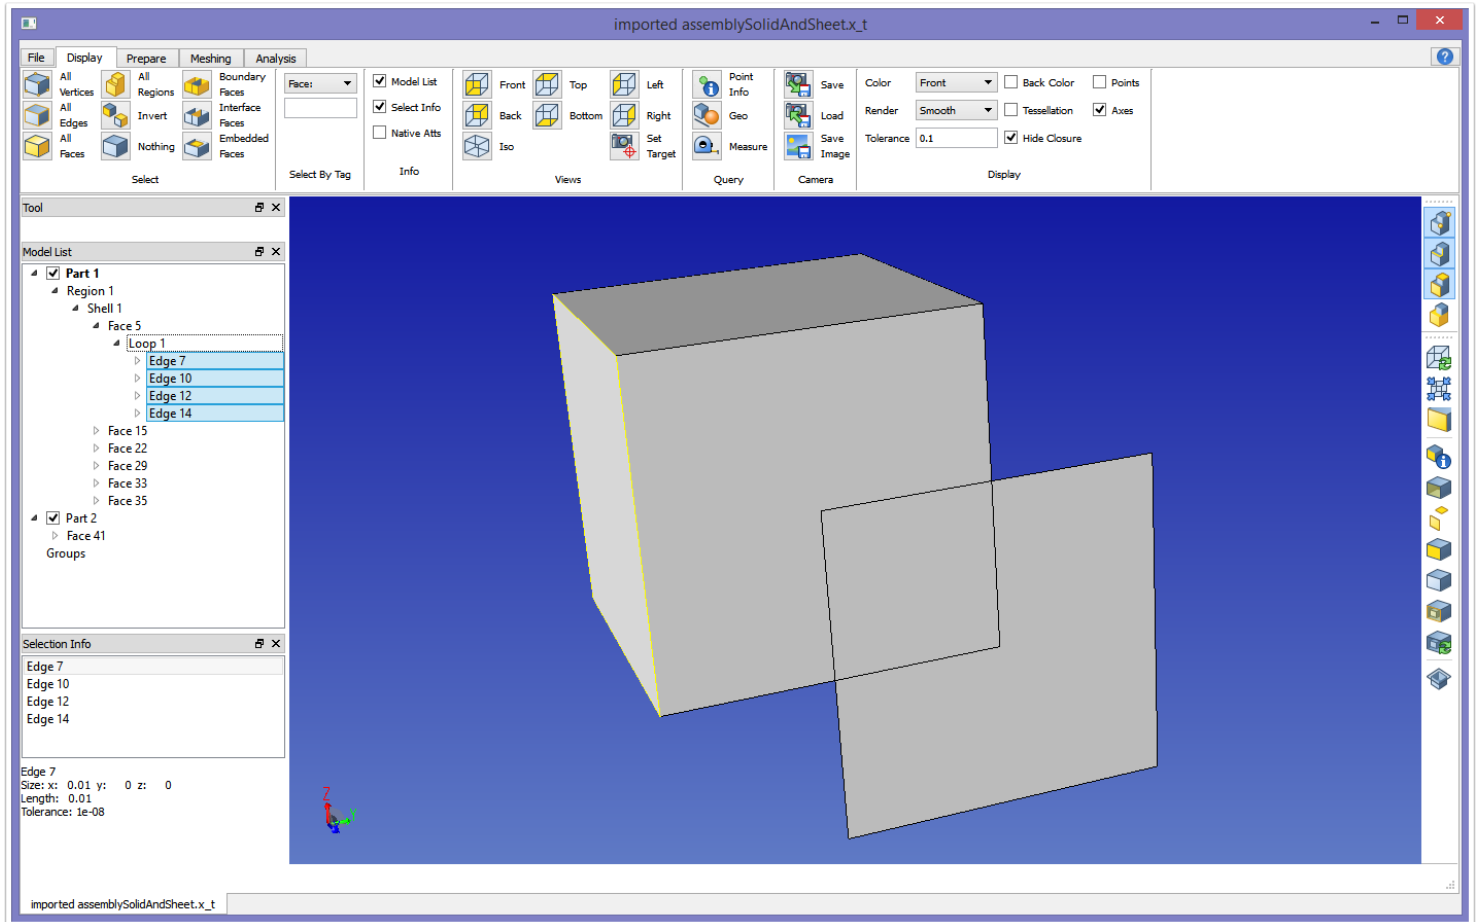 imported assemblySolidAndSheet.x_t
File Display Prepare Meshing Analysis
All Vertices
All Regions
Boundary Faces
All Edges
Invert
Interface Faces
All Faces
Nothing
Embedded Faces
Select
Face:
Select By Tag
Model List
Select Info
Native Atts
Info
Front Top Left
Back Bottom Right
Iso Set Target
Views
Point Info
Geo
Measure
Query
Save
Load
Save Image
Camera
Color Front Back Color Points
Render Smooth Tessellation Axes
Tolerance 0.1 Hide Closure
Display
Tool
Model List
Part 1
Region 1
Shell 1
Face 5
Loop 1
Edge 7
Edge 10
Edge 12
Edge 14
Face 15
Face 22
Face 29
Face 33
Face 35
Part 2
Face 41
Groups
Selection Info
Edge 7
Edge 10
Edge 12
Edge 14
Edge 7
Size: x: 0.01 y: 0 z: 0
Length: 0.01
Tolerance: 1e-08
Z
Y
imported assemblySolidAndSheet.x_t